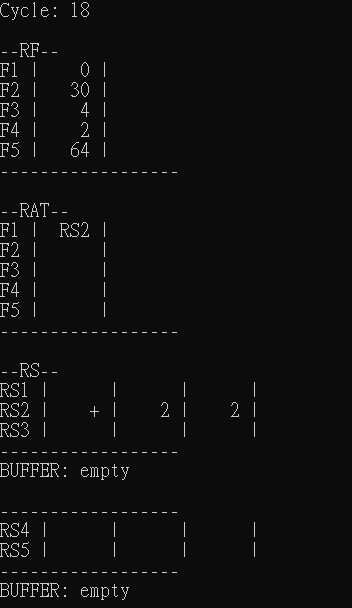 Cycle: 18
--RF--
F1 |     0 |
F2 |    30 |
F3 |     4 |
F4 |     2 |
F5 |    64 |
------------------
--RAT--
F1 |   RS2 |
F2 |       |
F3 |       |
F4 |       |
F5 |       |
------------------
--RS--
RS1 |       |       |       |
RS2 |     + |     2 |     2 |
RS3 |       |       |       |
------------------
BUFFER: empty
------------------
RS4 |       |       |       |
RS5 |       |       |       |
------------------
BUFFER: empty